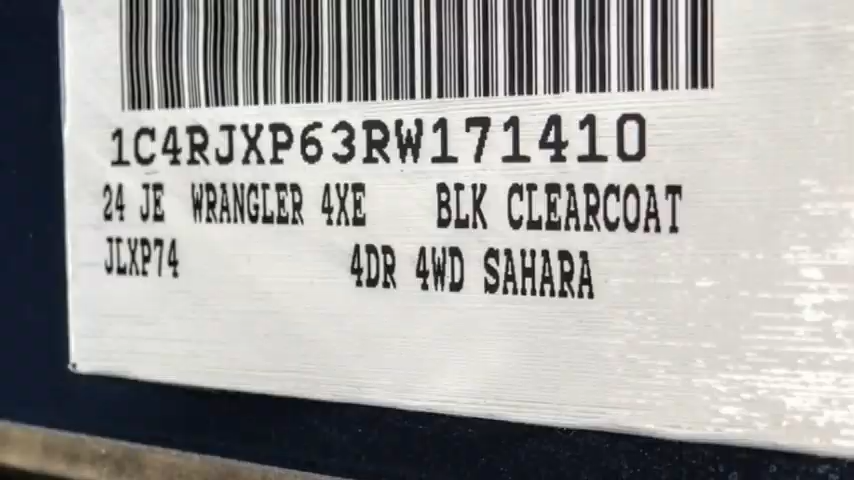 1C4RJXP63RW171410
24 JE WRANGLER 4XE BLK CLEARCOAT
JLXP74 4DR 4WD SAHARA